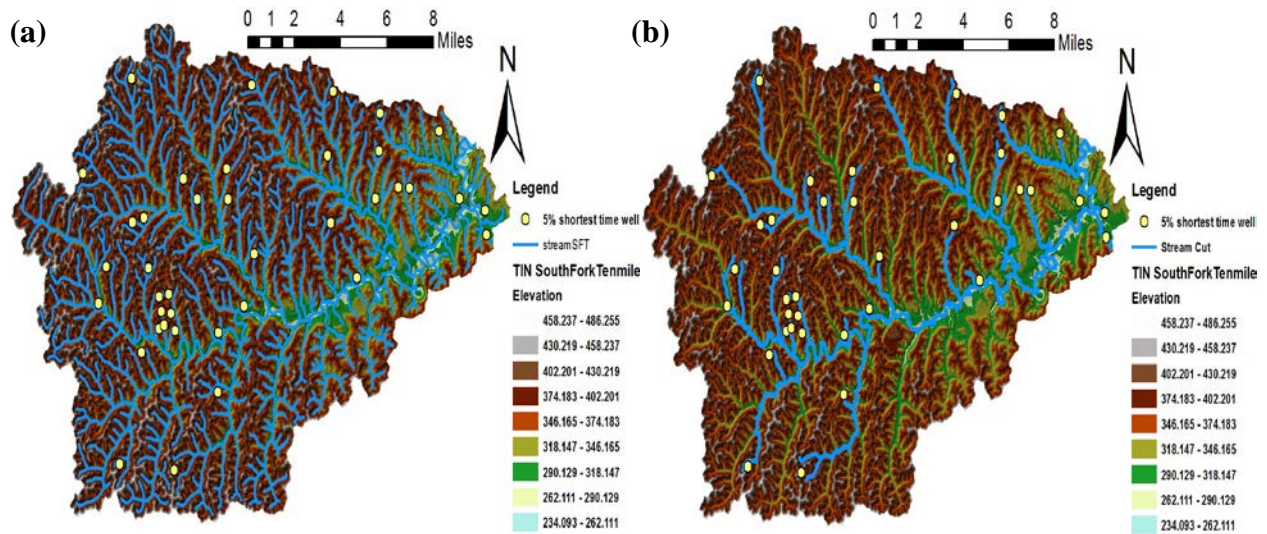 (a)
0 1 2 4 6 8
Miles
N
Legend
5% shortest time well
streamSFT
TIN SouthForkTenmile
Elevation
458.237 - 486.255
430.219 - 458.237
402.201 - 430.219
374.183 - 402.201
346.165 - 374.183
318.147 - 346.165
290.129 - 318.147
262.111 - 290.129
234.093 - 262.111
(b)
0 1 2 4 6 8
Miles
N
Legend
5% shortest time well
Stream Cut
TIN SouthForkTenmile
Elevation
458.237 - 486.255
430.219 - 458.237
402.201 - 430.219
374.183 - 402.201
346.165 - 374.183
318.147 - 346.165
290.129 - 318.147
262.111 - 290.129
234.093 - 262.111